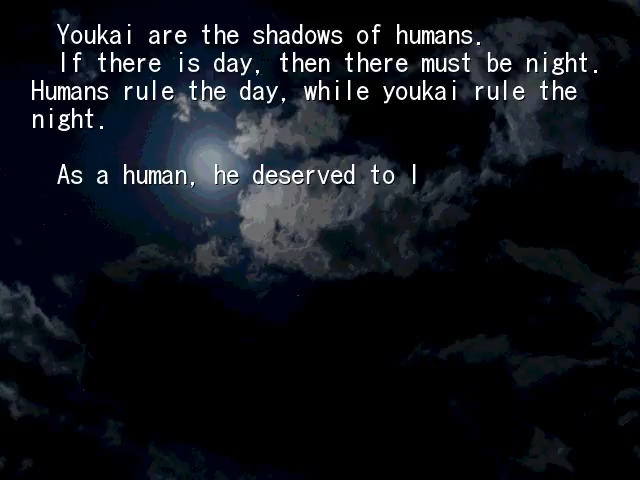 Youkai are the shadows of humans.
If there is day, then there must be night.
Humans rule the day, while youkai rule the
night.
As a human, he deserved to l